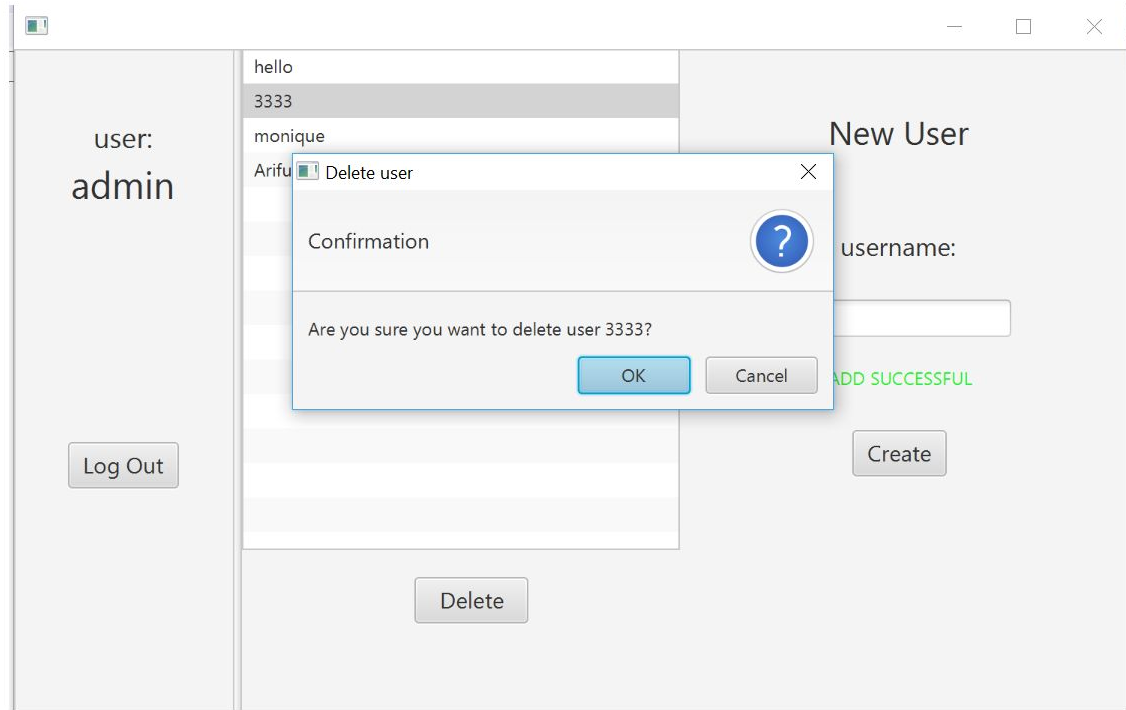 user:
admin
Log Out
hello
3333
monique
Delete user
Confirmation
?
Are you sure you want to delete user 3333?
OK
Cancel
Delete
New User
username:
SUCCESSFUL
Create